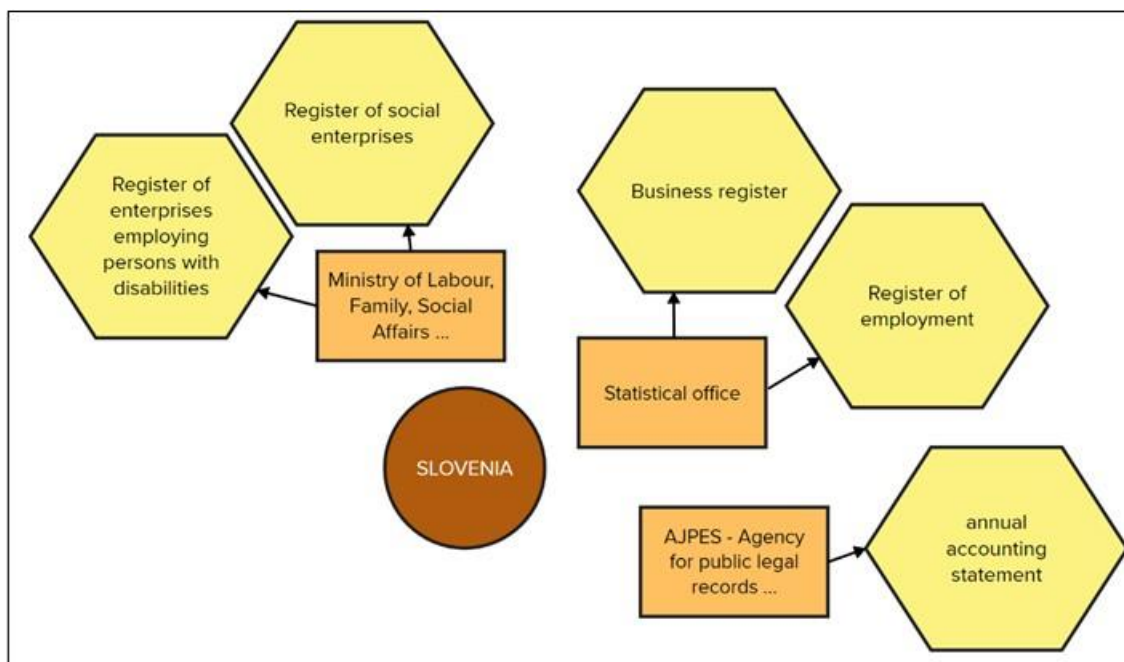 Register of social
enterprises
Register of
enterprises
employing
persons with
disabilities
Ministry of Labour,
Family, Social
Affairs ...
Business register
Register of
employment
Statistical office
SLOVENIA
AJPES - Agency
for public legal
records ...
annual
accounting
statement